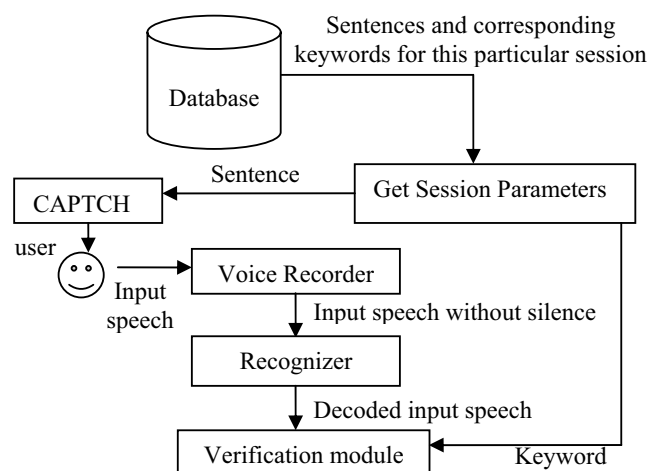 Sentences and corresponding
keywords for this particular session
Database
Sentence
Get Session Parameters
CAPTCH
user
Input
speech
Voice Recorder
Input speech without silence
Recognizer
Decoded input speech
Verification module
Keyword